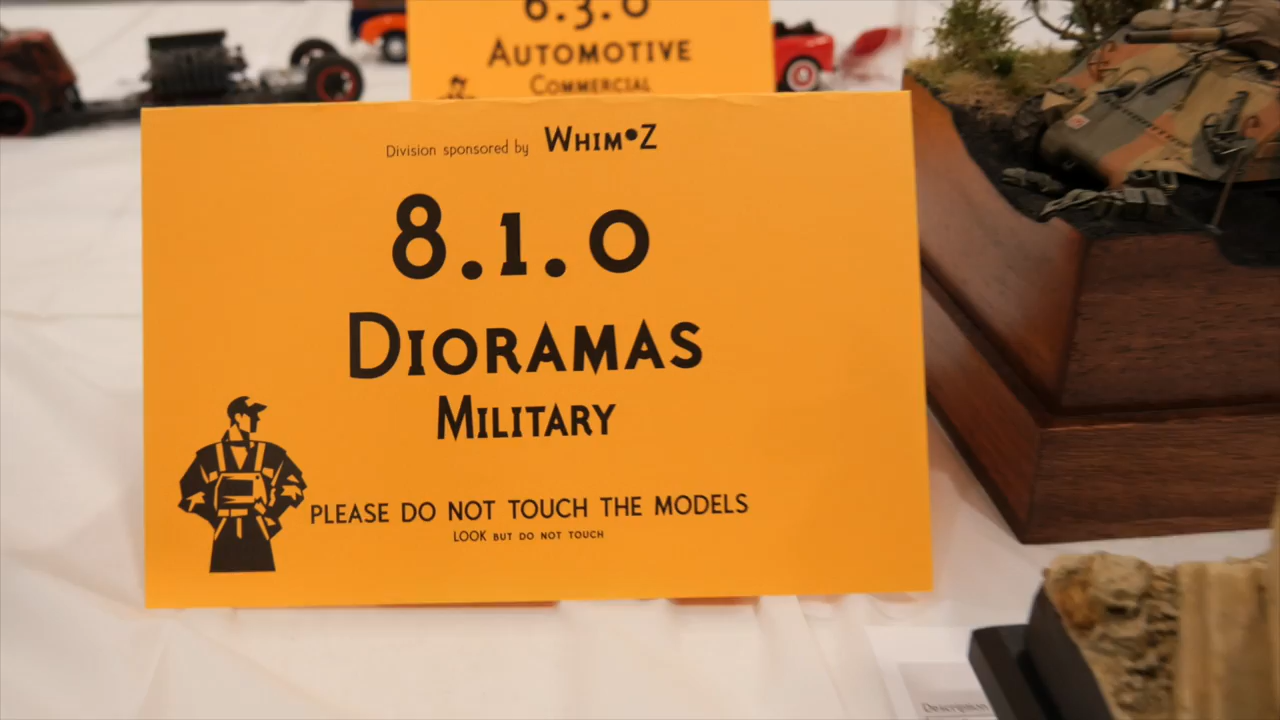 6.3.0
AUTOMOTIVE
COMMERCIAL
Division sponsored by WHIM•Z
8.1.0
DIORAMAS
MILITARY
PLEASE DO NOT TOUCH THE MODELS
LOOK BUT DO NOT TOUCH
Description